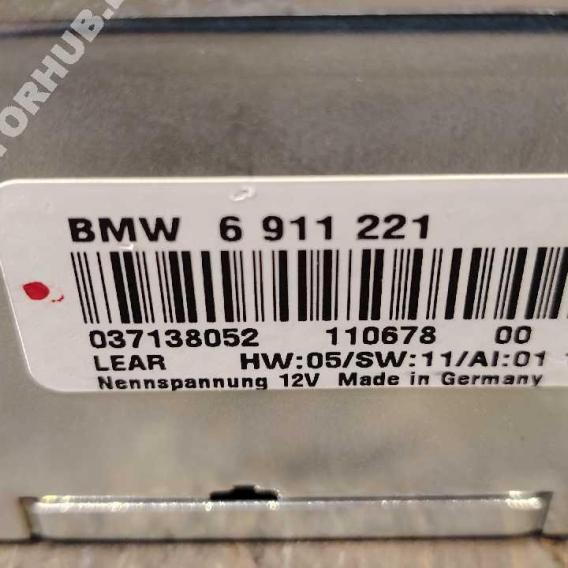 TORHUB.
BMW 6 911 221
037138052 110678 00
LEAR HW:05/SW:11/AI:01
Nennspannung 12V Made in Germany